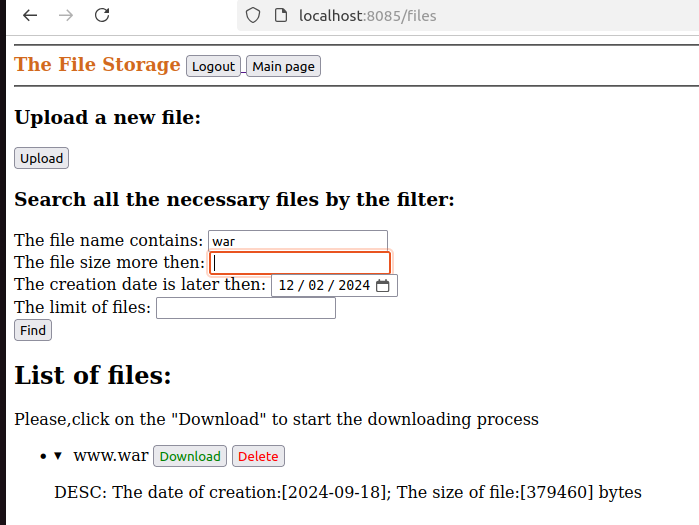 localhost:8085/files
The File Storage Logout Main page
Upload a new file:
Upload
Search all the necessary files by the filter:
The file name contains: war
The file size more then:
The creation date is later then: 12/02/2024
The limit of files:
Find
List of files:
Please,click on the "Download" to start the downloading process
• ▾ www.war Download Delete
DESC: The date of creation:[2024-09-18]; The size of file:[379460] bytes